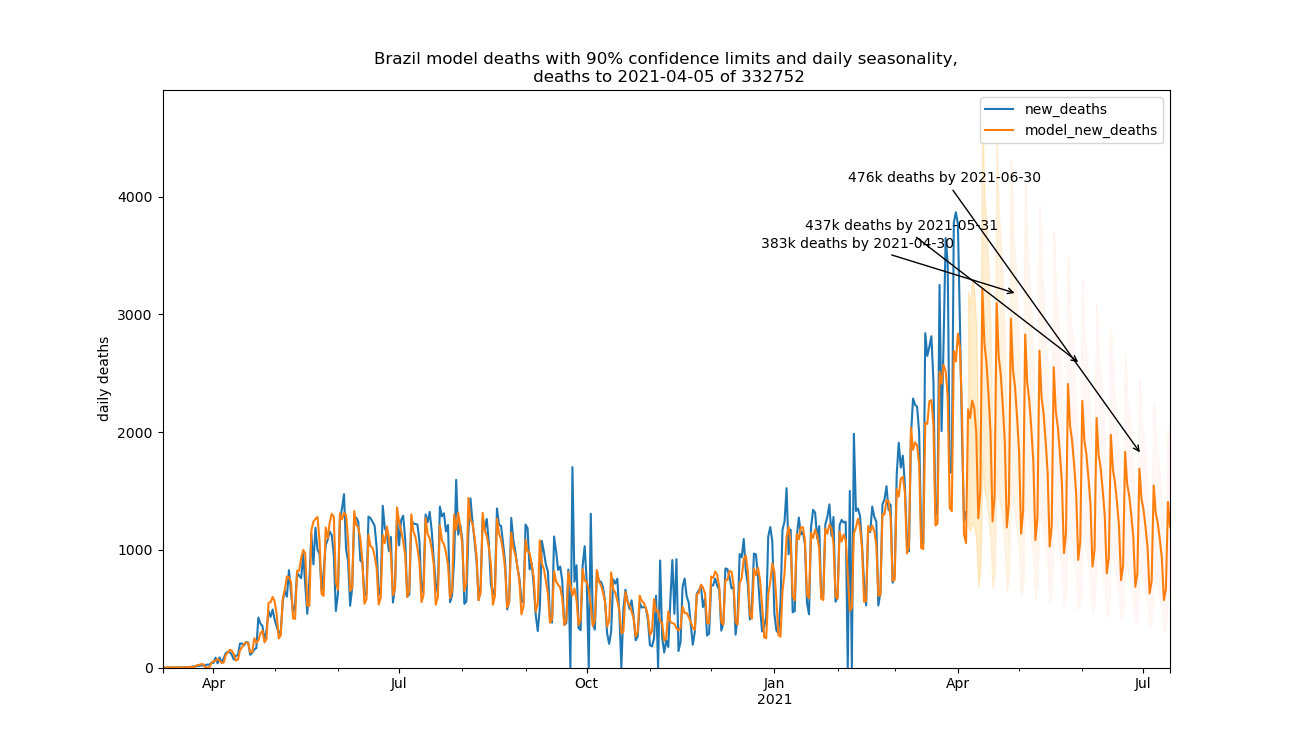 Brazil model deaths with 90% confidence limits and daily seasonality,
deaths to 2021-04-05 of 332752
new_deaths
model_new_deaths
476k deaths by 2021-06-30
437k deaths by 2021-05-31
383k deaths by 2021-04-30
daily deaths
4000
3000
2000
1000
0
Apr
Jul
Oct
Jan
2021
Apr
Jul